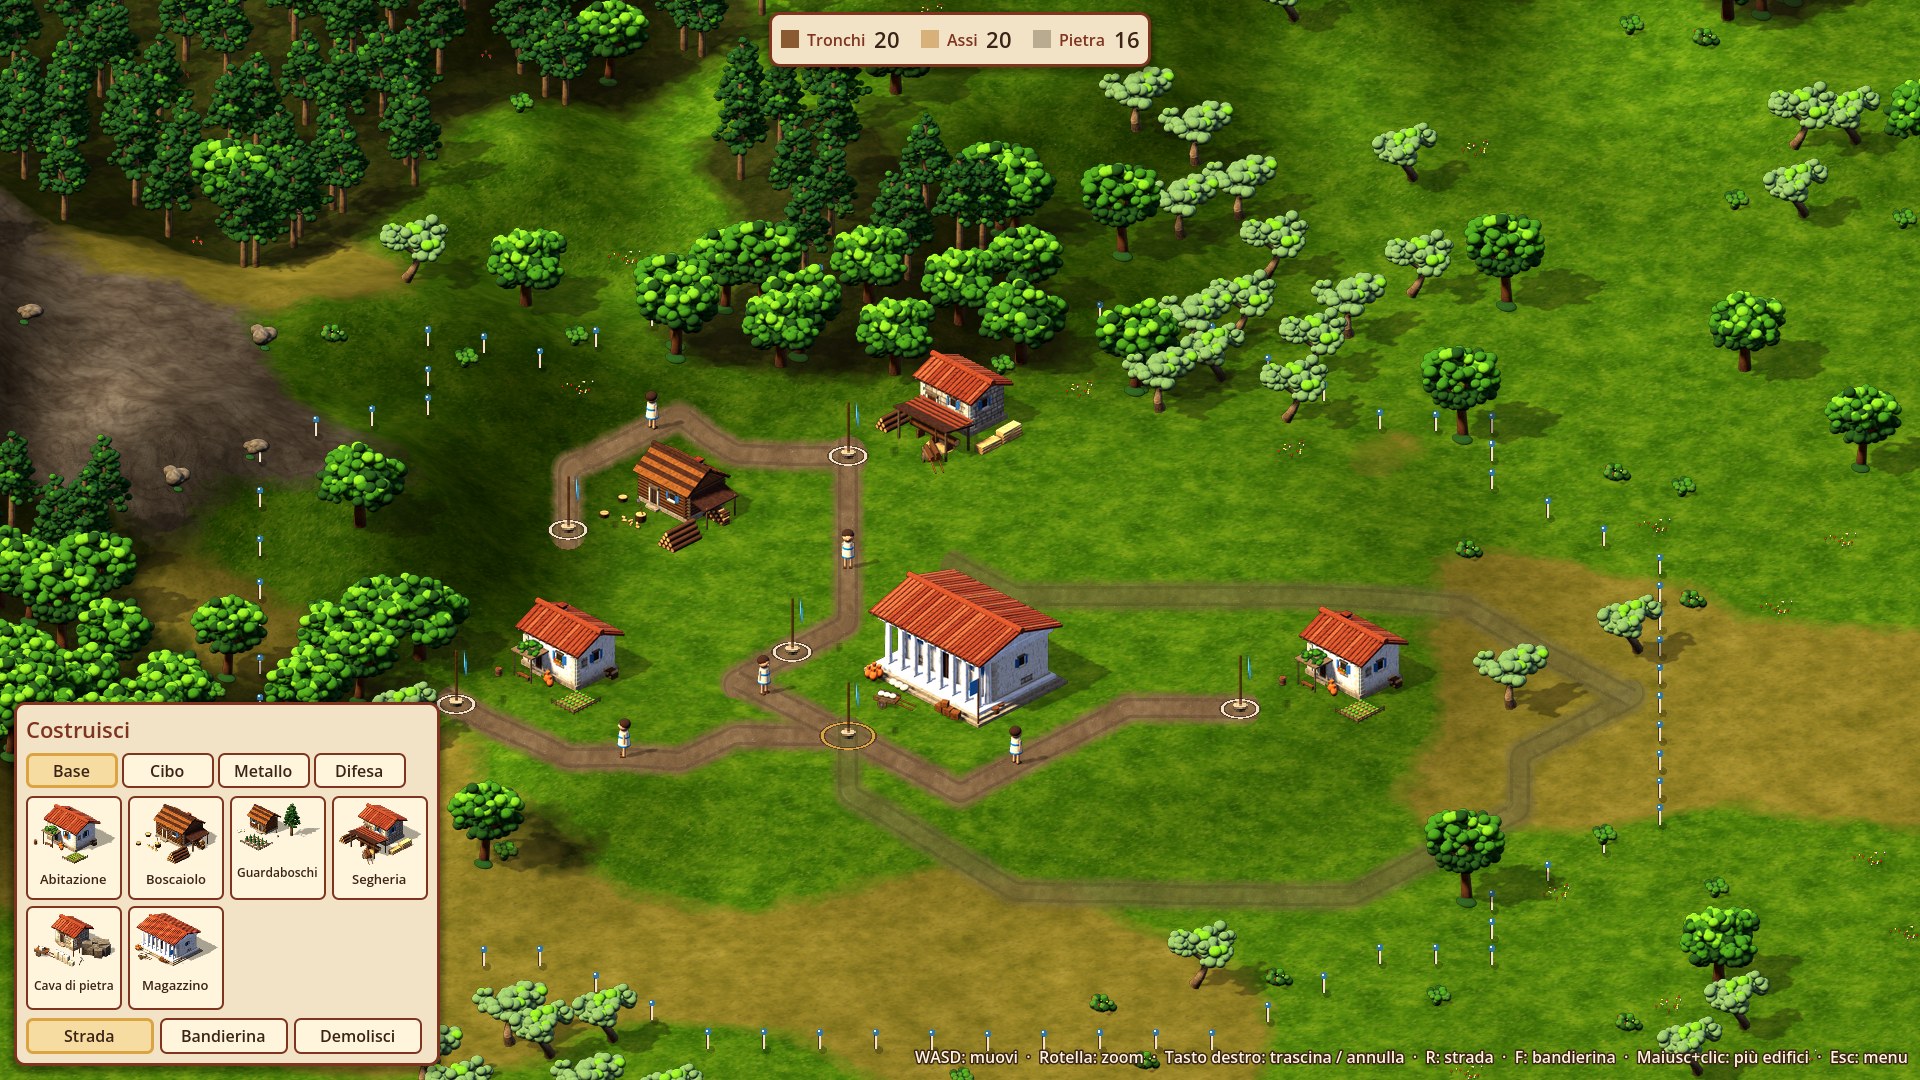 Tronchi 20 Assi 20 Pietra 16
Costruisci
Base Cibo Metallo Difesa
Abitazione Boscaiolo Guardaboschi Segheria
Cava di pietra Magazzino
Strada Bandierina Demolisci
WASD: muovi · Rotella: zoom · Tasto destro: trascina / annulla · R: strada · F: bandierina · Maiusc+clic: più edifici · Esc: menu